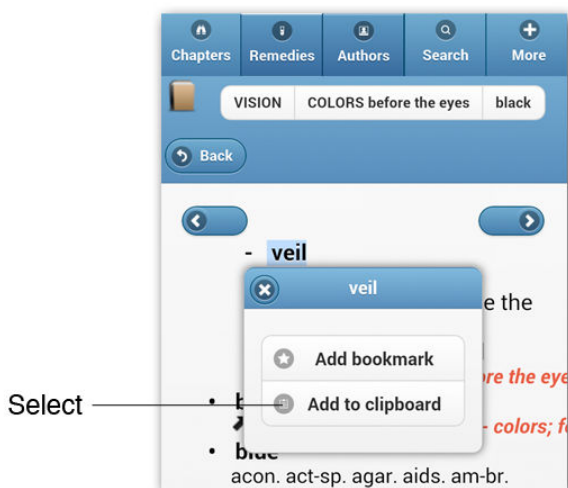 Chapters Remedies Authors Search More
VISION COLORS before the eyes black
Back
- veil
veil
e the
Add bookmark
re the eye
Select
Add to clipboard
• b
- colors; f
• blue
acon. act-sp. agar. aids. am-br.